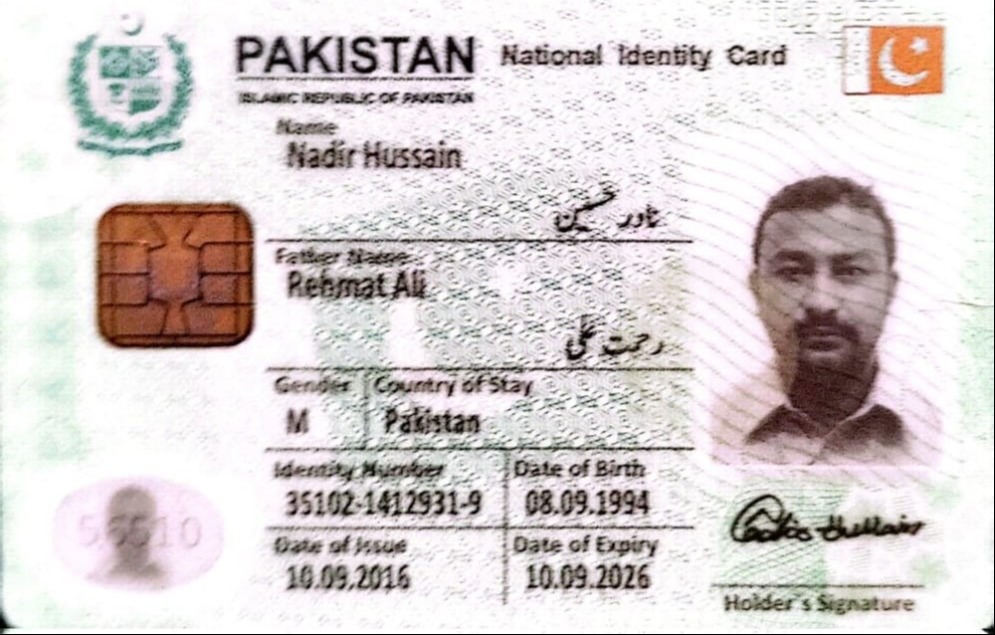 PAKISTAN National Identity Card
ISLAMIC REPUBLIC OF PAKISTAN
Name
Nadir Hussain
نادر حسین
Father Name
Rehmat Ali
رحمت علی
Gender Country of Stay
M Pakistan
Identity Number Date of Birth
35102-1412931-9 08.09.1994
Date of Issue Date of Expiry
10.09.2016 10.09.2026
Hussain
Holder's Signature